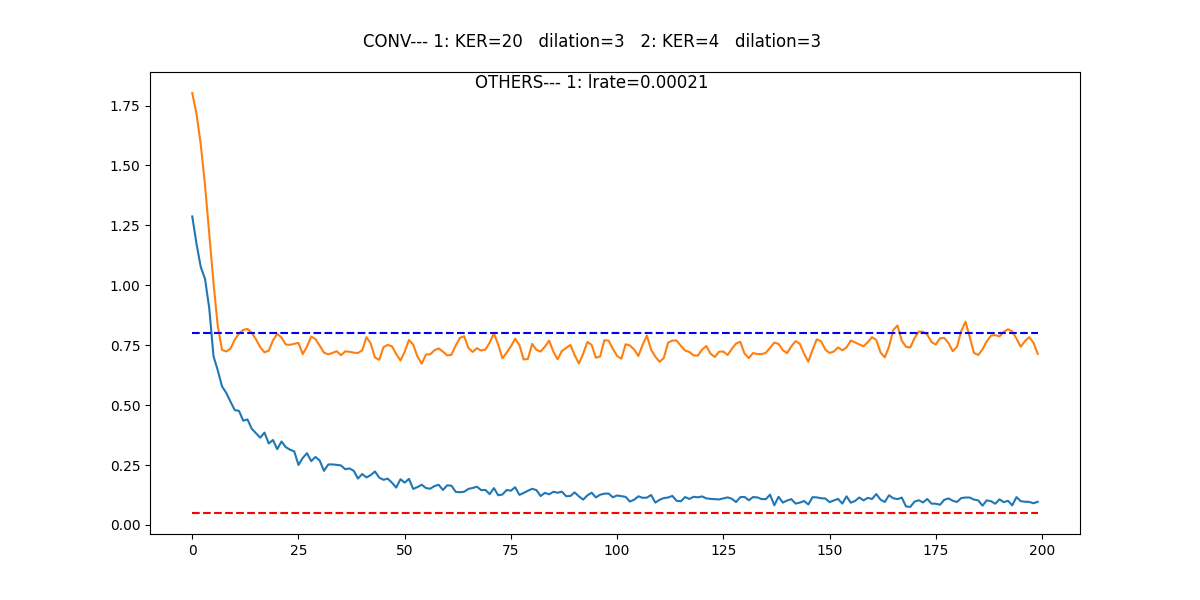 CONV--- 1: KER=20   dilation=3   2: KER=4   dilation=3
OTHERS--- 1: lrate=0.00021
1.75
1.50
1.25
1.00
0.75
0.50
0.25
0.00
0 25 50 75 100 125 150 175 200